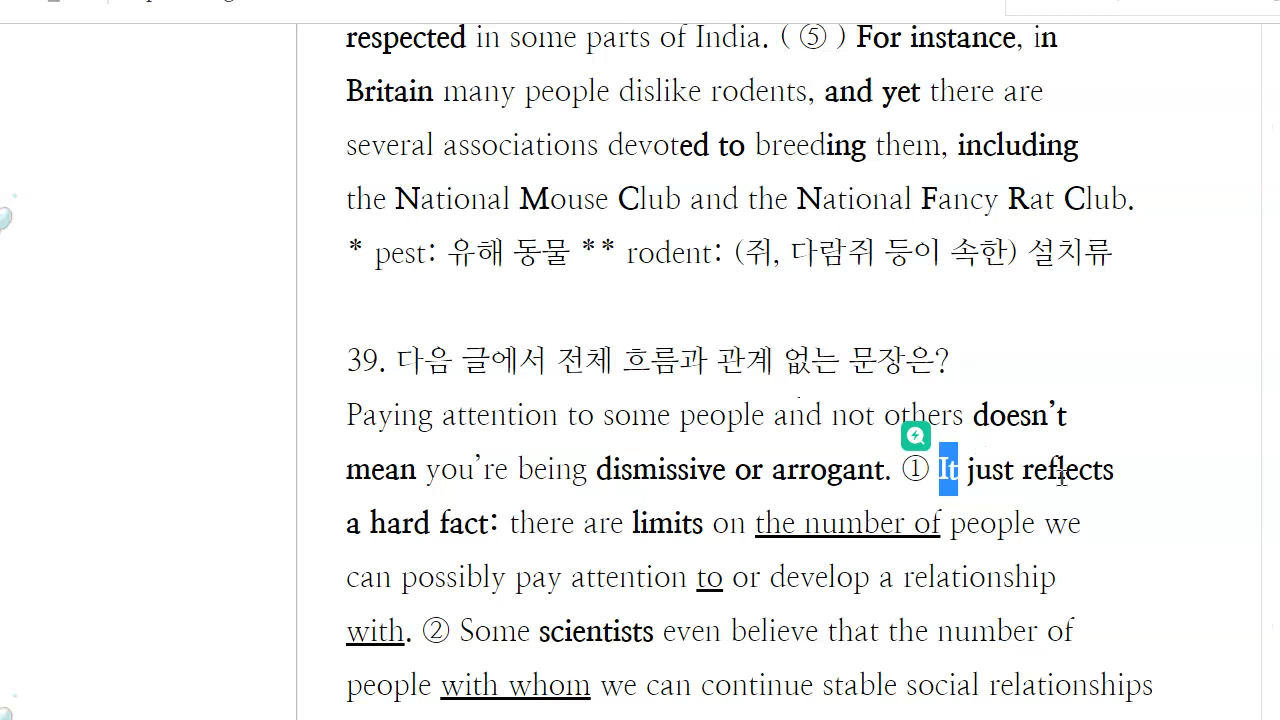 respected in some parts of India. ( ⑤ ) For instance, in
Britain many people dislike rodents, and yet there are
several associations devoted to breeding them, including
the National Mouse Club and the National Fancy Rat Club.
* pest: 유해 동물 ** rodent: (쥐, 다람쥐 등이 속한) 설치류
39. 다음 글에서 전체 흐름과 관계 없는 문장은?
Paying attention to some people and not others doesn't
mean you're being dismissive or arrogant. ① It just reflects
a hard fact: there are limits on the number of people we
can possibly pay attention to or develop a relationship
with. ② Some scientists even believe that the number of
people with whom we can continue stable social relationships